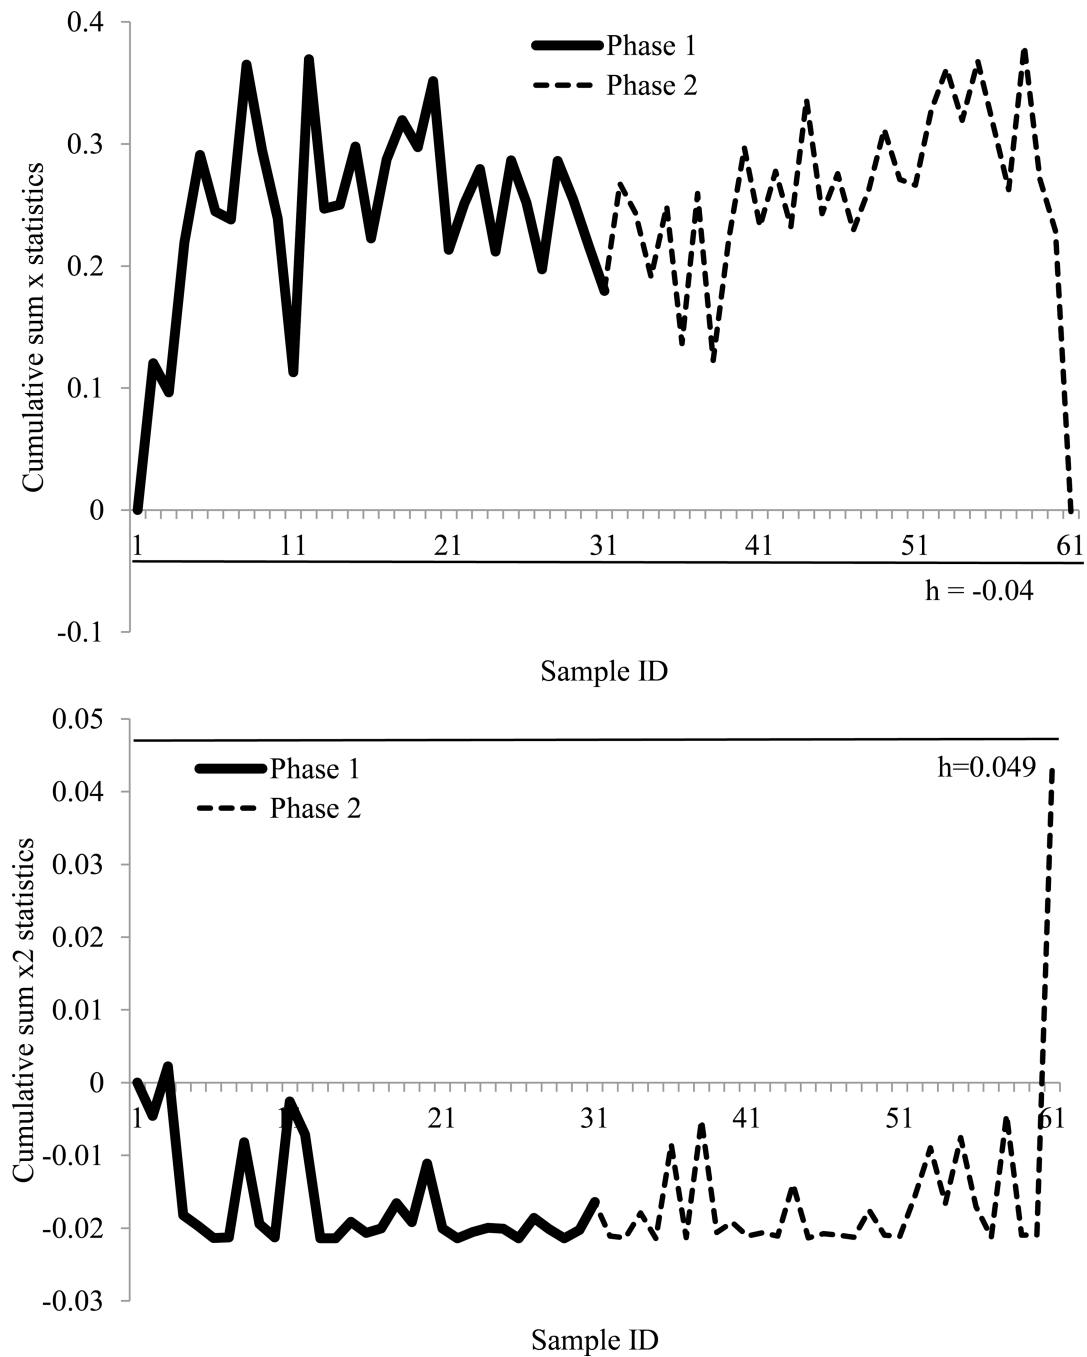 0.4
Phase 1
Phase 2
0.3
0.2
0.1
0
Cumulative sum x statistics
1 11 21 31 41 51 61
h = -0.04
-0.1
Sample ID
0.05
Phase 1
h=0.049
0.04
Phase 2
0.03
0.02
0.01
0
Cumulative sum x2 statistics
1 11 21 31 41 51 61
-0.01
-0.02
-0.03
Sample ID